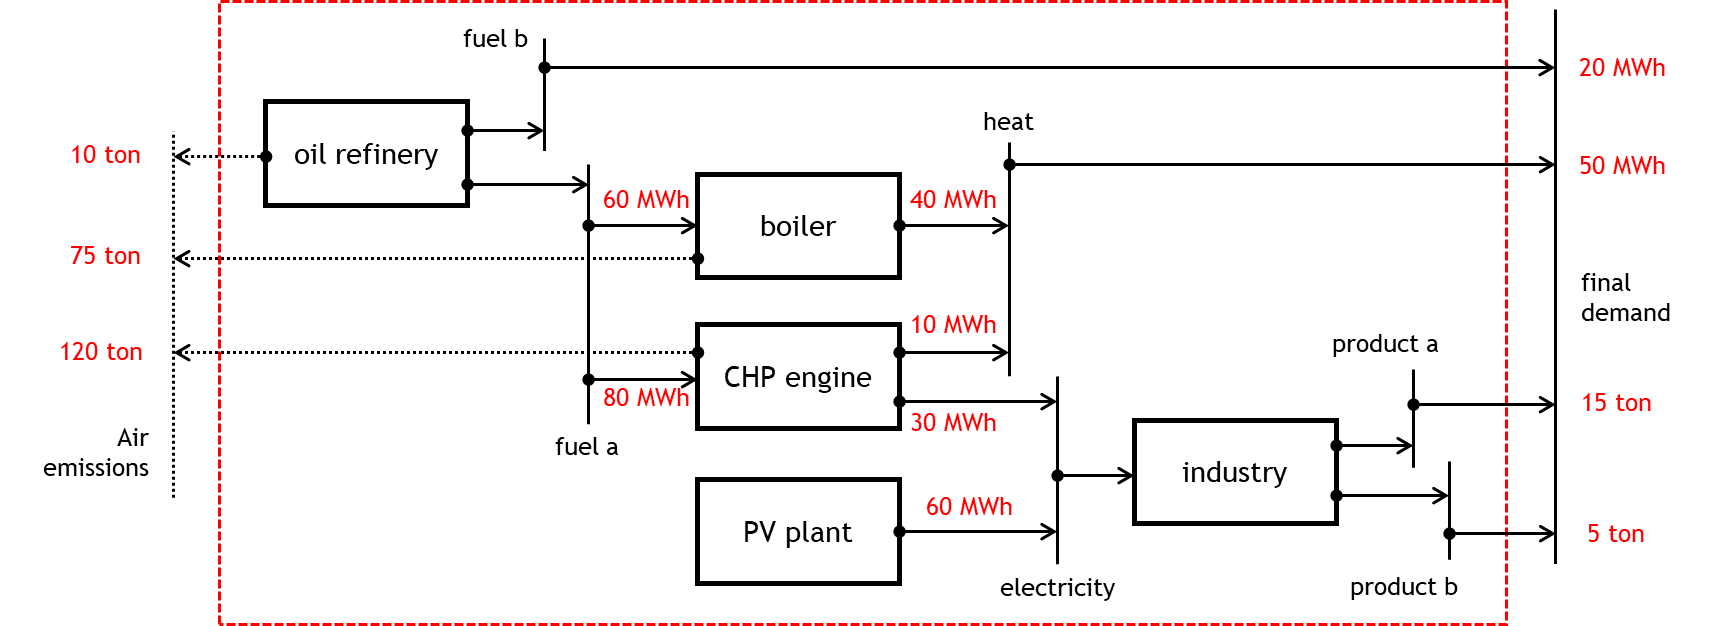 fuel b
20 MWh
heat
10 ton
oil refinery
50 MWh
60 MWh
40 MWh
boiler
75 ton
final
demand
10 MWh
product a
120 ton
CHP engine
80 MWh
15 ton
30 MWh
Air
emissions
fuel a
industry
60 MWh
PV plant
5 ton
electricity
product b